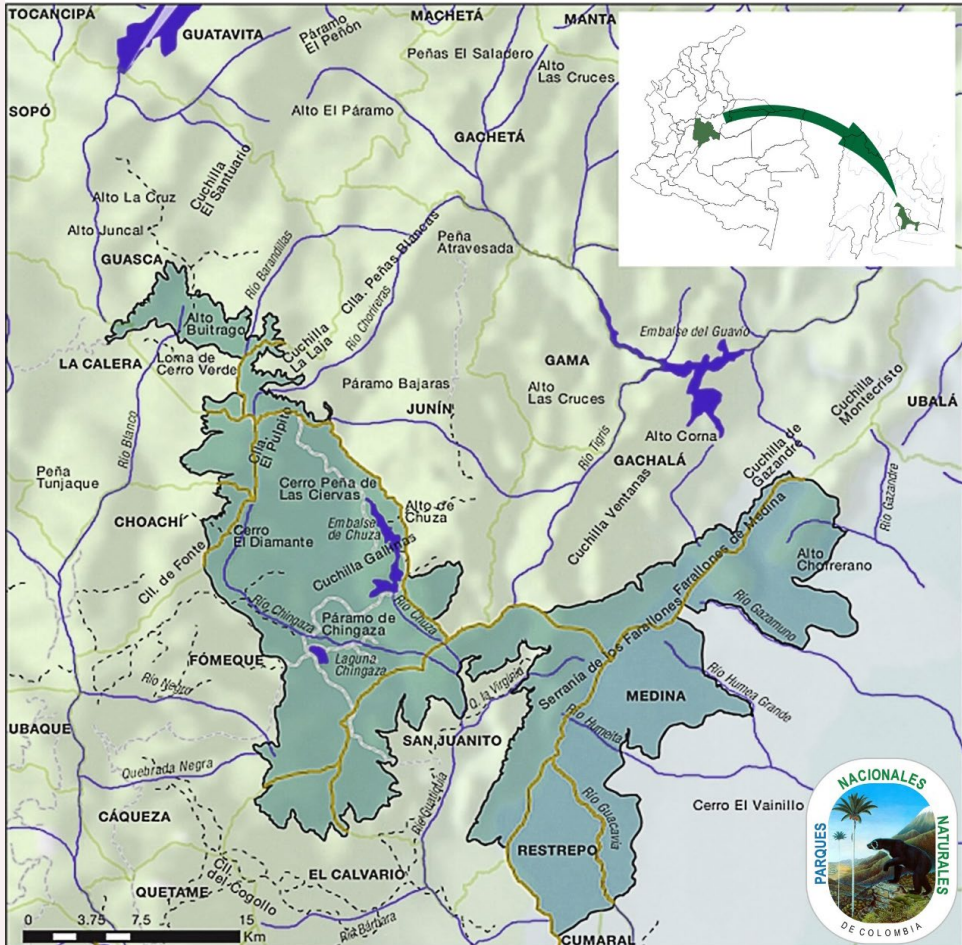 TOCANCIPÁ
GUATAVITA
Páramo
El Peñón
MACHETÁ
MANTA
Peñas El Saladero
Alto
Las Cruces
SOPÓ
Alto El Páramo
GACHETÁ
Cuchilla
El Santuario
Alto La Cruz
Alto Juncal
Peña
Atravesada
GUASCA
Río Barandillas
Clla. Peñas Blancas
Río Chorreras
Alto
Buitrago
Embalse del Guavio
LA CALERA
Loma de
Cerro Verde
Cuchilla
La Laja
GAMA
Páramo Bajaras
Alto
Las Cruces
JUNÍN
Cuchilla
Montecristo
UBALÁ
Río Blanco
Clla.
El Pulpito
Río Tigris
Alto Corna
GACHALÁ
Cuchilla de
Gazandre
Peña
Tunjaque
Cerro Peña de
Las Ciervas
Alto de
Chuza
Cuchilla Ventanas
Río Gazandre
CHOACHÍ
Cerro
El Diamante
Embalse
de Chuza
Cll. de Fonte
Cuchilla Gallinas
Alto
Chorrerano
Río Chingaza
Páramo de
Chingaza
Río Chuza
Serranía de los Farallones
Farallones de Medina
Río Gazamuno
FÓMEQUE
Laguna
Chingaza
Río Negro
Q. la Virginia
MEDINA
Río Humea Grande
UBAQUE
SAN JUANITO
Río Humeita
Quebrada Negra
Río Guatiquía
Cerro El Vainillo
CÁQUEZA
Río Guacavia
RESTREPO
EL CALVARIO
Cll.
del Cogollo
QUETAME
Río Bárbara
CUMARAL
0 3.75 7.5 15
Km
PARQUES
NACIONALES
NATURALES
DE COLOMBIA